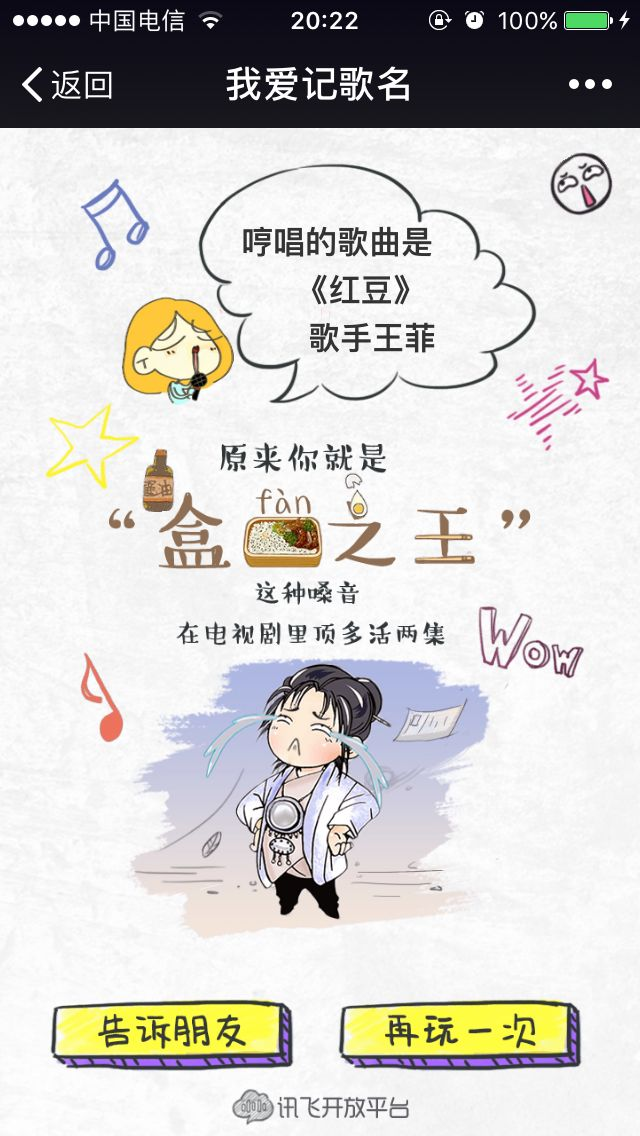 中国电信
20:22
100%
返回
我爱记歌名
哼唱的歌曲是
《红豆》
歌手王菲
原来你就是
酱油
fàn
“盒 之王”
这种嗓音
在电视剧里顶多活两集
Wow
告诉朋友
再玩一次
讯飞开放平台